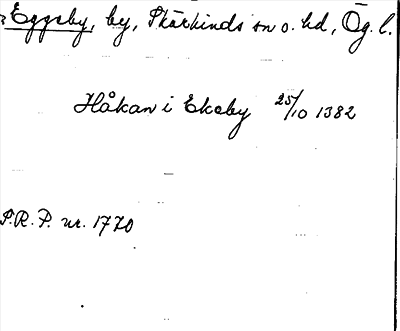 Eggeby, by, Skärkinds sn o. hd, Ög. l.
Håkan i Ekeby 25/10 1382
S.R.P. nr. 1770